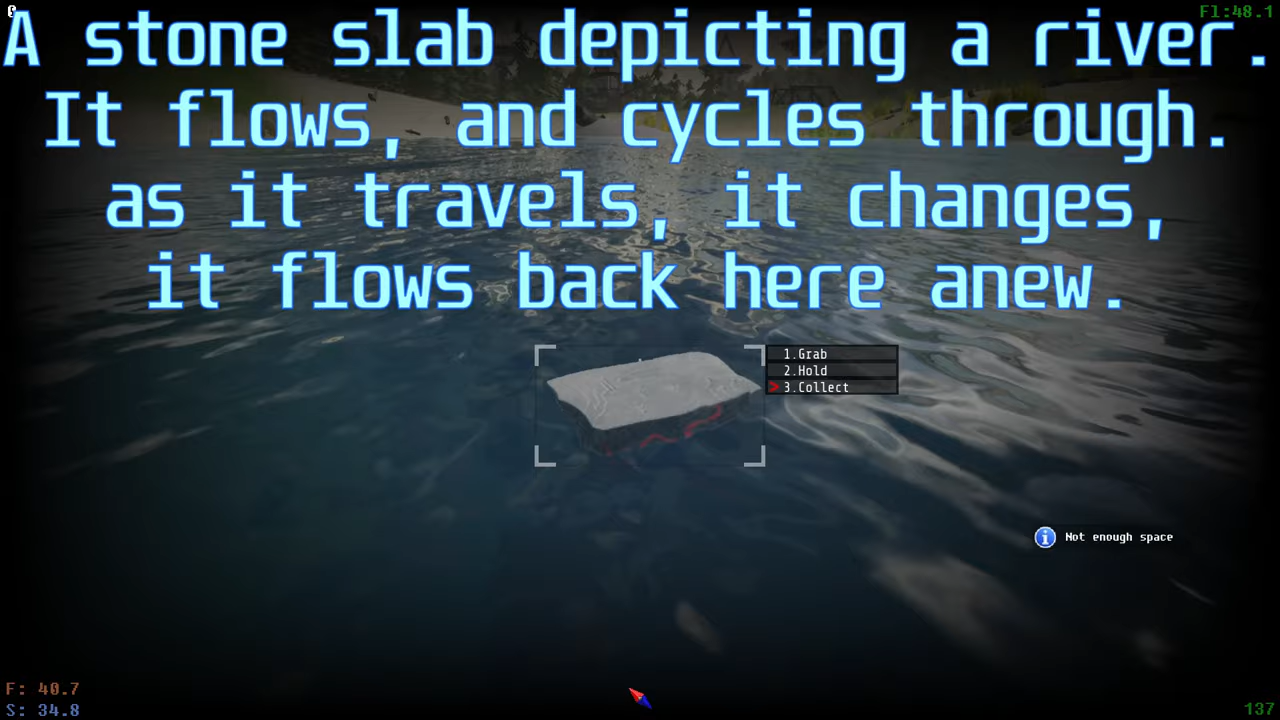 Fl:48.1
A stone slab depicting a river.
It flows, and cycles through.
as it travels, it changes,
it flows back here anew.
1.Grab
2.Hold
> 3.Collect
Not enough space
F: 40.7
S: 34.8
137